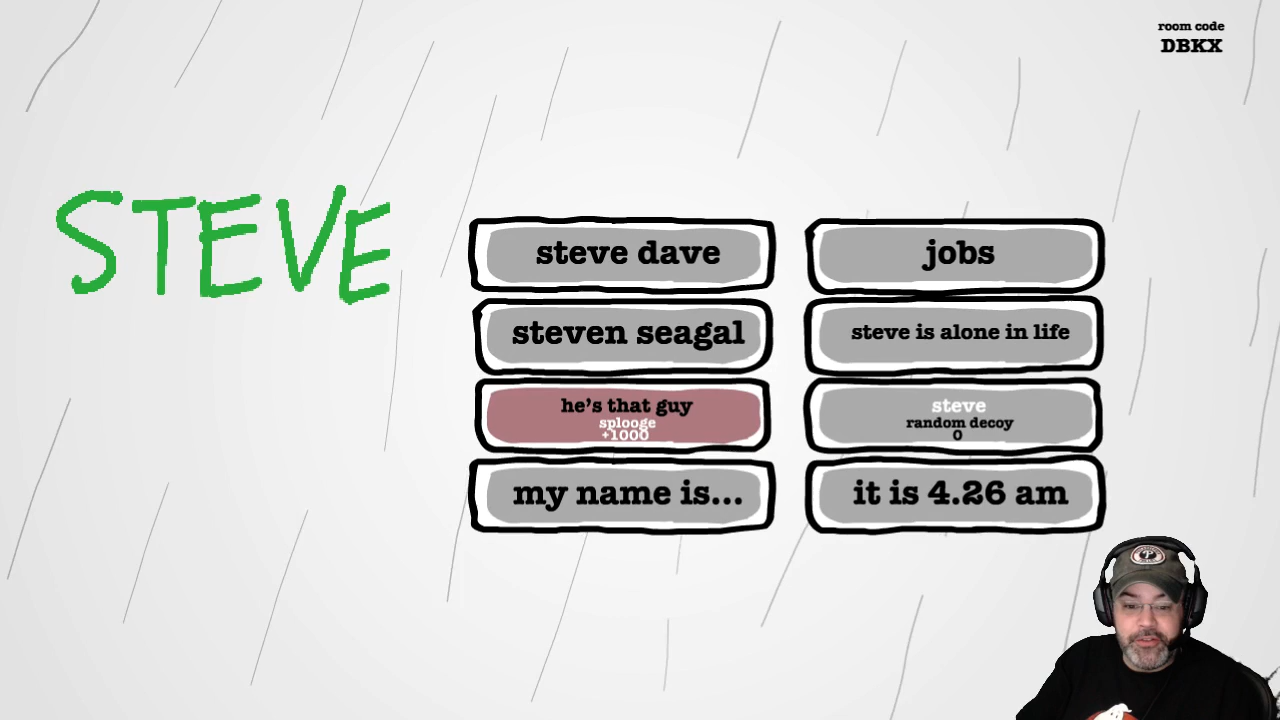 room code
DBKX
STEVE
steve dave
jobs
steven seagal
steve is alone in life
he's that guy
splooge
+1000
steve
random decoy
0
my name is...
it is 4.26 am